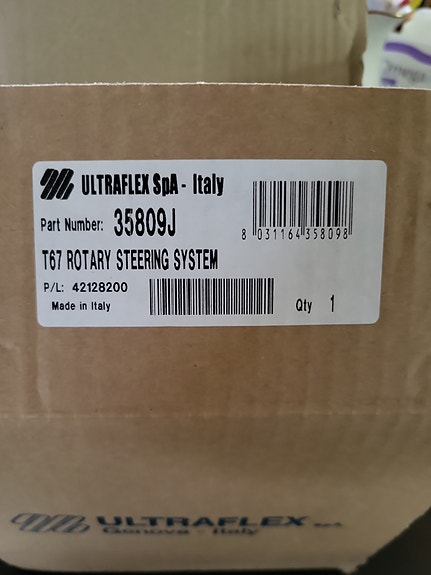 ULTRAFLEX SpA - Italy
Part Number: 35809J
8 031164 358098
T67 ROTARY STEERING SYSTEM
P/L: 42128200
Made in Italy
Qty 1
ULTRAFLEX SpA
Genova - Italy